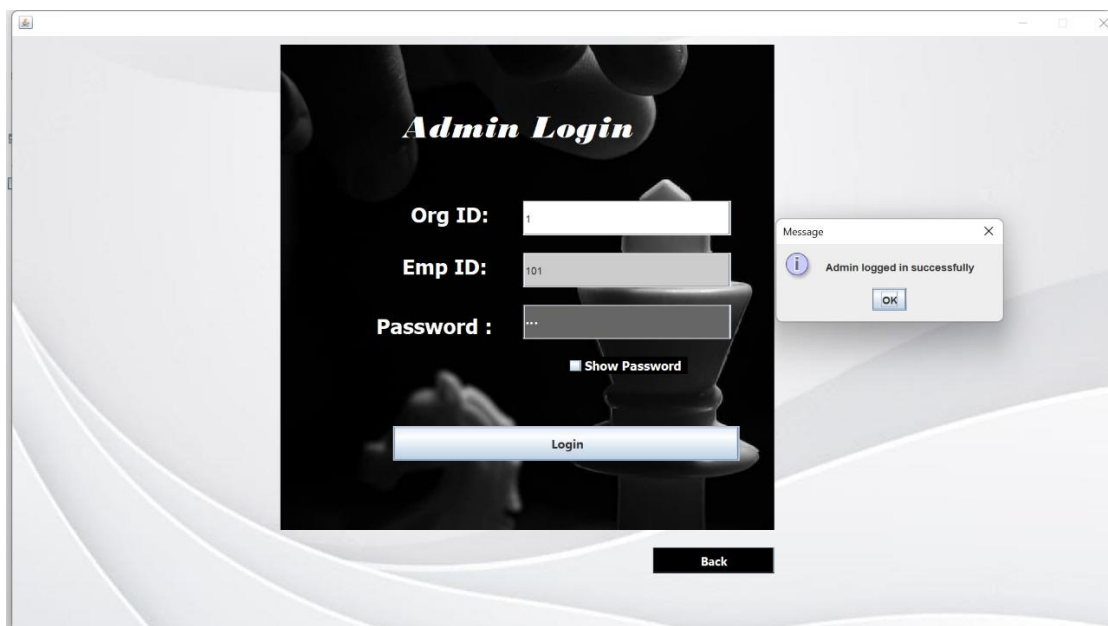 Admin Login
Org ID:
1
Emp ID:
101
Password :
...
Show Password
Login
Back
Message
Admin logged in successfully
OK